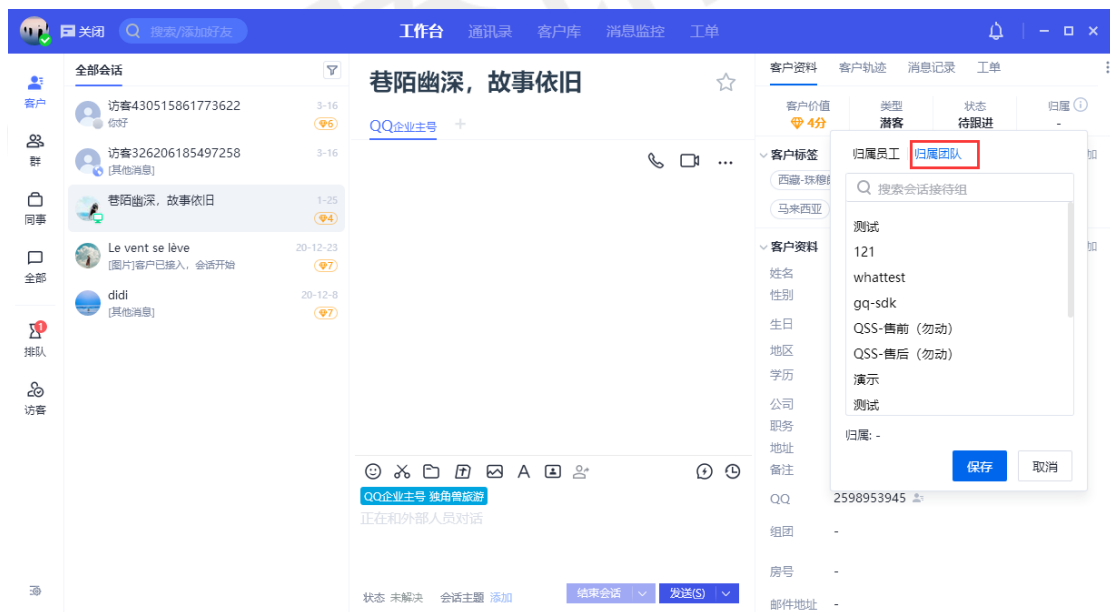 关闭
搜索/添加好友
工作台 通讯录 客户库 消息监控 工单
客户
群
同事
全部
排队
1
访客
全部会话
访客430515861773622 3-16
你好 6
访客326206185497258 3-16
[其他消息]
巷陌幽深，故事依旧 1-25
4
Le vent se lève 20-12-23
[图片]客户已接入，会话开始 7
didi 20-12-8
[其他消息] 7
巷陌幽深，故事依旧
QQ企业主号 +
QQ企业主号 独角兽旅游
正在和外部人员对话
状态 未解决 会话主题 添加 结束会话 发送(S)
客户资料 客户轨迹 消息记录 工单
客户价值 类型 状态 归属
4分 潜客 待跟进 -
客户标签 加
西藏-珠穆
马来西亚
客户资料
姓名
性别
生日
地区
学历
公司
职务
地址
备注
QQ 2598953945
组团 -
房号 -
邮件地址 -
归属员工 归属团队
搜索会话接待组
测试
121
whattest
gq-sdk
QSS-售前（勿动）
QSS-售后（勿动）
演示
测试
归属: -
保存 取消